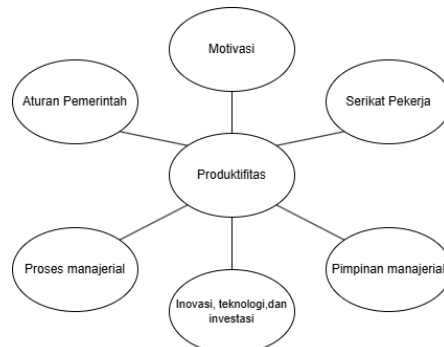 Motivasi
Aturan Pemerintah
Serikat Pekerja
Produktifitas
Proses manajerial
Pimpinan manajerial
Inovasi, teknologi,dan
investasi